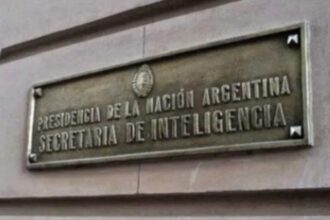 PRESIDENCIA DE LA NACIÓN ARGENTINA
SECRETARIA DE INTELIGENCIA